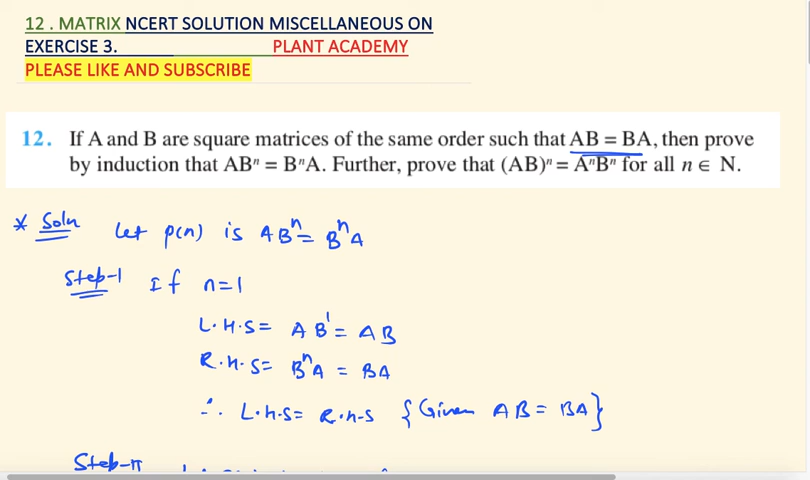 12 . MATRIX NCERT SOLUTION MISCELLANEOUS ON
EXERCISE 3. PLANT ACADEMY
PLEASE LIKE AND SUBSCRIBE
12. If A and B are square matrices of the same order such that AB = BA, then prove
by induction that ABⁿ = BⁿA. Further, prove that (AB)ⁿ = AⁿBⁿ for all n ∈ N.
* Soln Let p(n) is ABⁿ = BⁿA
Step-1 If n=1
L.H.S = AB¹ = AB
R.H.S = BⁿA = BA
∴ L.H.S = R.H.S {Given AB = BA}
Step-II